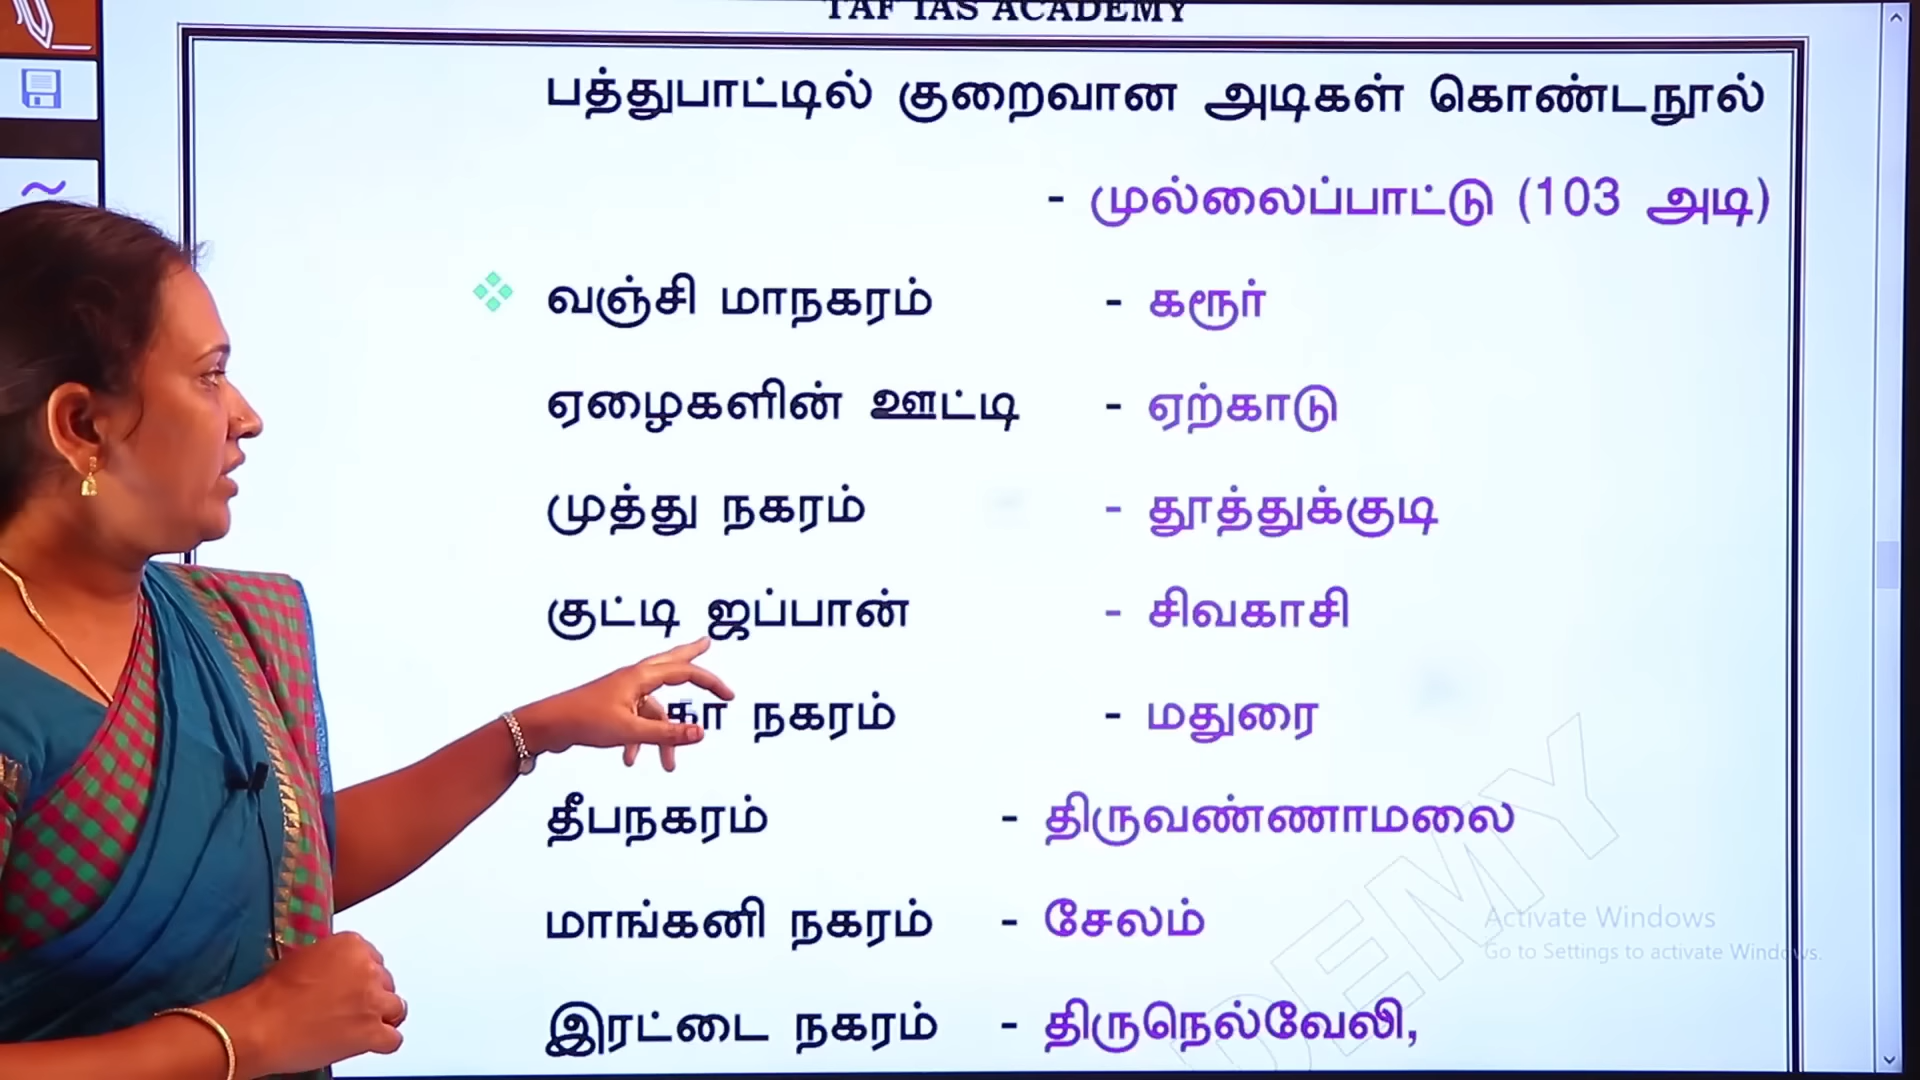 TAF IAS ACADEMY
பத்துபாட்டில் குறைவான அடிகள் கொண்டநூல்
- முல்லைப்பாட்டு (103 அடி)
வஞ்சி மாநகரம் - கரூர்
ஏழைகளின் ஊட்டி - ஏற்காடு
முத்து நகரம் - தூத்துக்குடி
குட்டி ஜப்பான் - சிவகாசி
நகரம் - மதுரை
தீபநகரம் - திருவண்ணாமலை
மாங்கனி நகரம் - சேலம்
இரட்டை நகரம் - திருநெல்வேலி,
Activate Windows
Go to Settings to activate Windows.